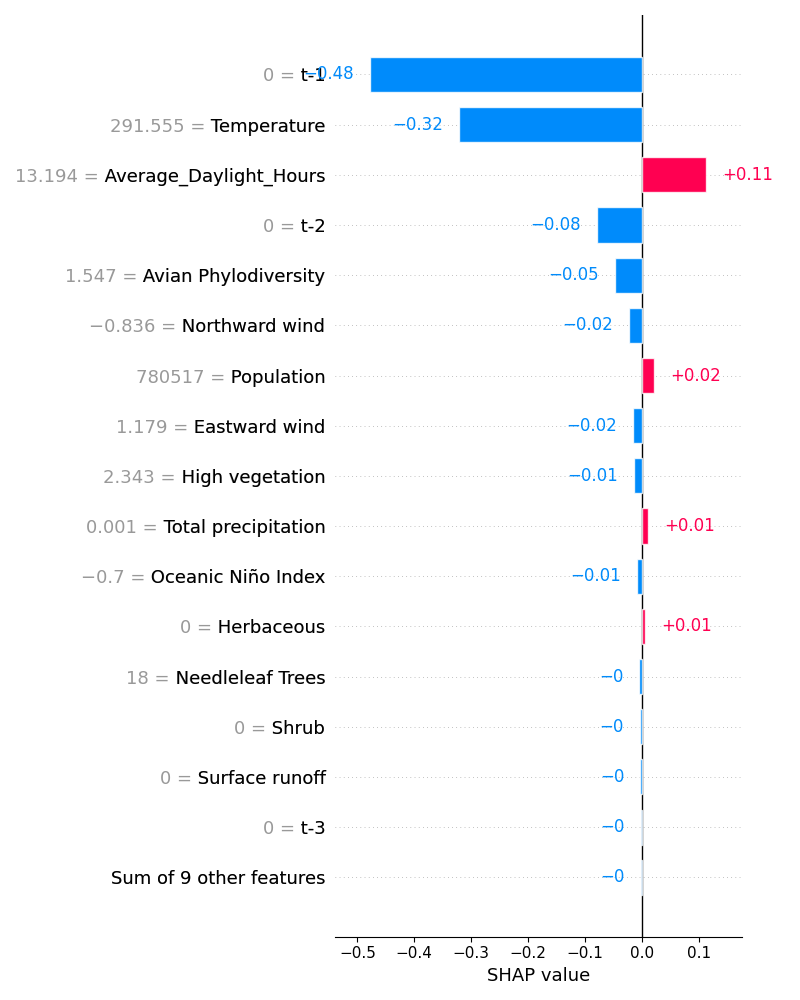 0 = t-1 −0.48
291.555 = Temperature −0.32
13.194 = Average_Daylight_Hours +0.11
0 = t-2 −0.08
1.547 = Avian Phylodiversity −0.05
−0.836 = Northward wind −0.02
780517 = Population +0.02
1.179 = Eastward wind −0.02
2.343 = High vegetation −0.01
0.001 = Total precipitation +0.01
−0.7 = Oceanic Niño Index −0.01
0 = Herbaceous +0.01
18 = Needleleaf Trees −0
0 = Shrub −0
0 = Surface runoff −0
0 = t-3 −0
Sum of 9 other features −0
−0.5 −0.4 −0.3 −0.2 −0.1 0.0 0.1
SHAP value